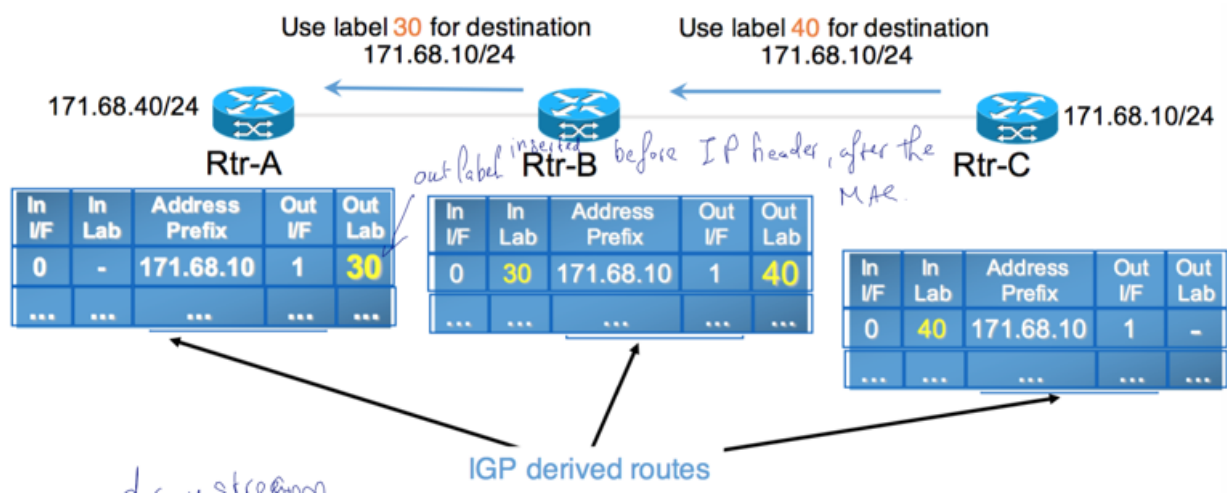 Use label 30 for destination
171.68.10/24
Use label 40 for destination
171.68.10/24
171.68.40/24
171.68.10/24
Rtr-A
Rtr-B
Rtr-C
out label inserted before IP header, after the
MAC.
In I/F In Lab Address Prefix Out I/F Out Lab
0 - 171.68.10 1 30
... ... ... ... ...
In I/F In Lab Address Prefix Out I/F Out Lab
0 30 171.68.10 1 40
... ... ... ... ...
In I/F In Lab Address Prefix Out I/F Out Lab
0 40 171.68.10 1 -
... ... ... ... ...
IGP derived routes
downstream